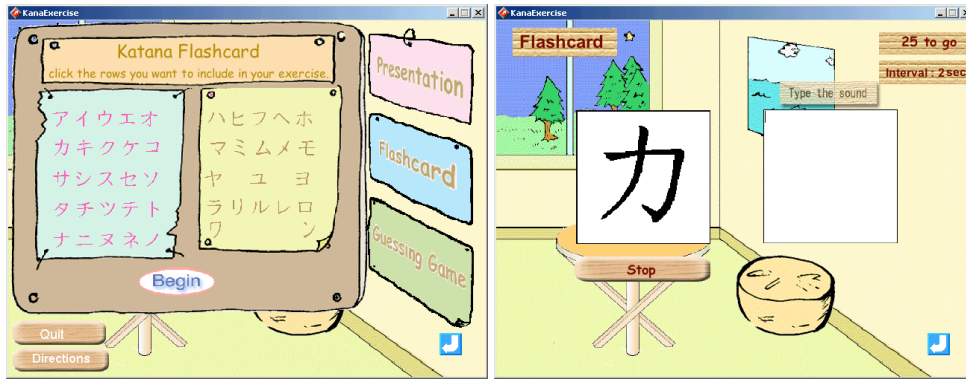 KanaExercise
Katana Flashcard
click the rows you want to include in your exercise.
アイウエオ
カキクケコ
サシスセソ
タチツテト
ナニヌネノ
ハヒフヘホ
マミムメモ
ヤ ユ ヨ
ラリルレロ
ワ ン
Begin
Presentation
Flashcard
Guessing Game
Quit
Directions
KanaExercise
Flashcard
25 to go
Interval : 2 sec
Type the sound
カ
Stop